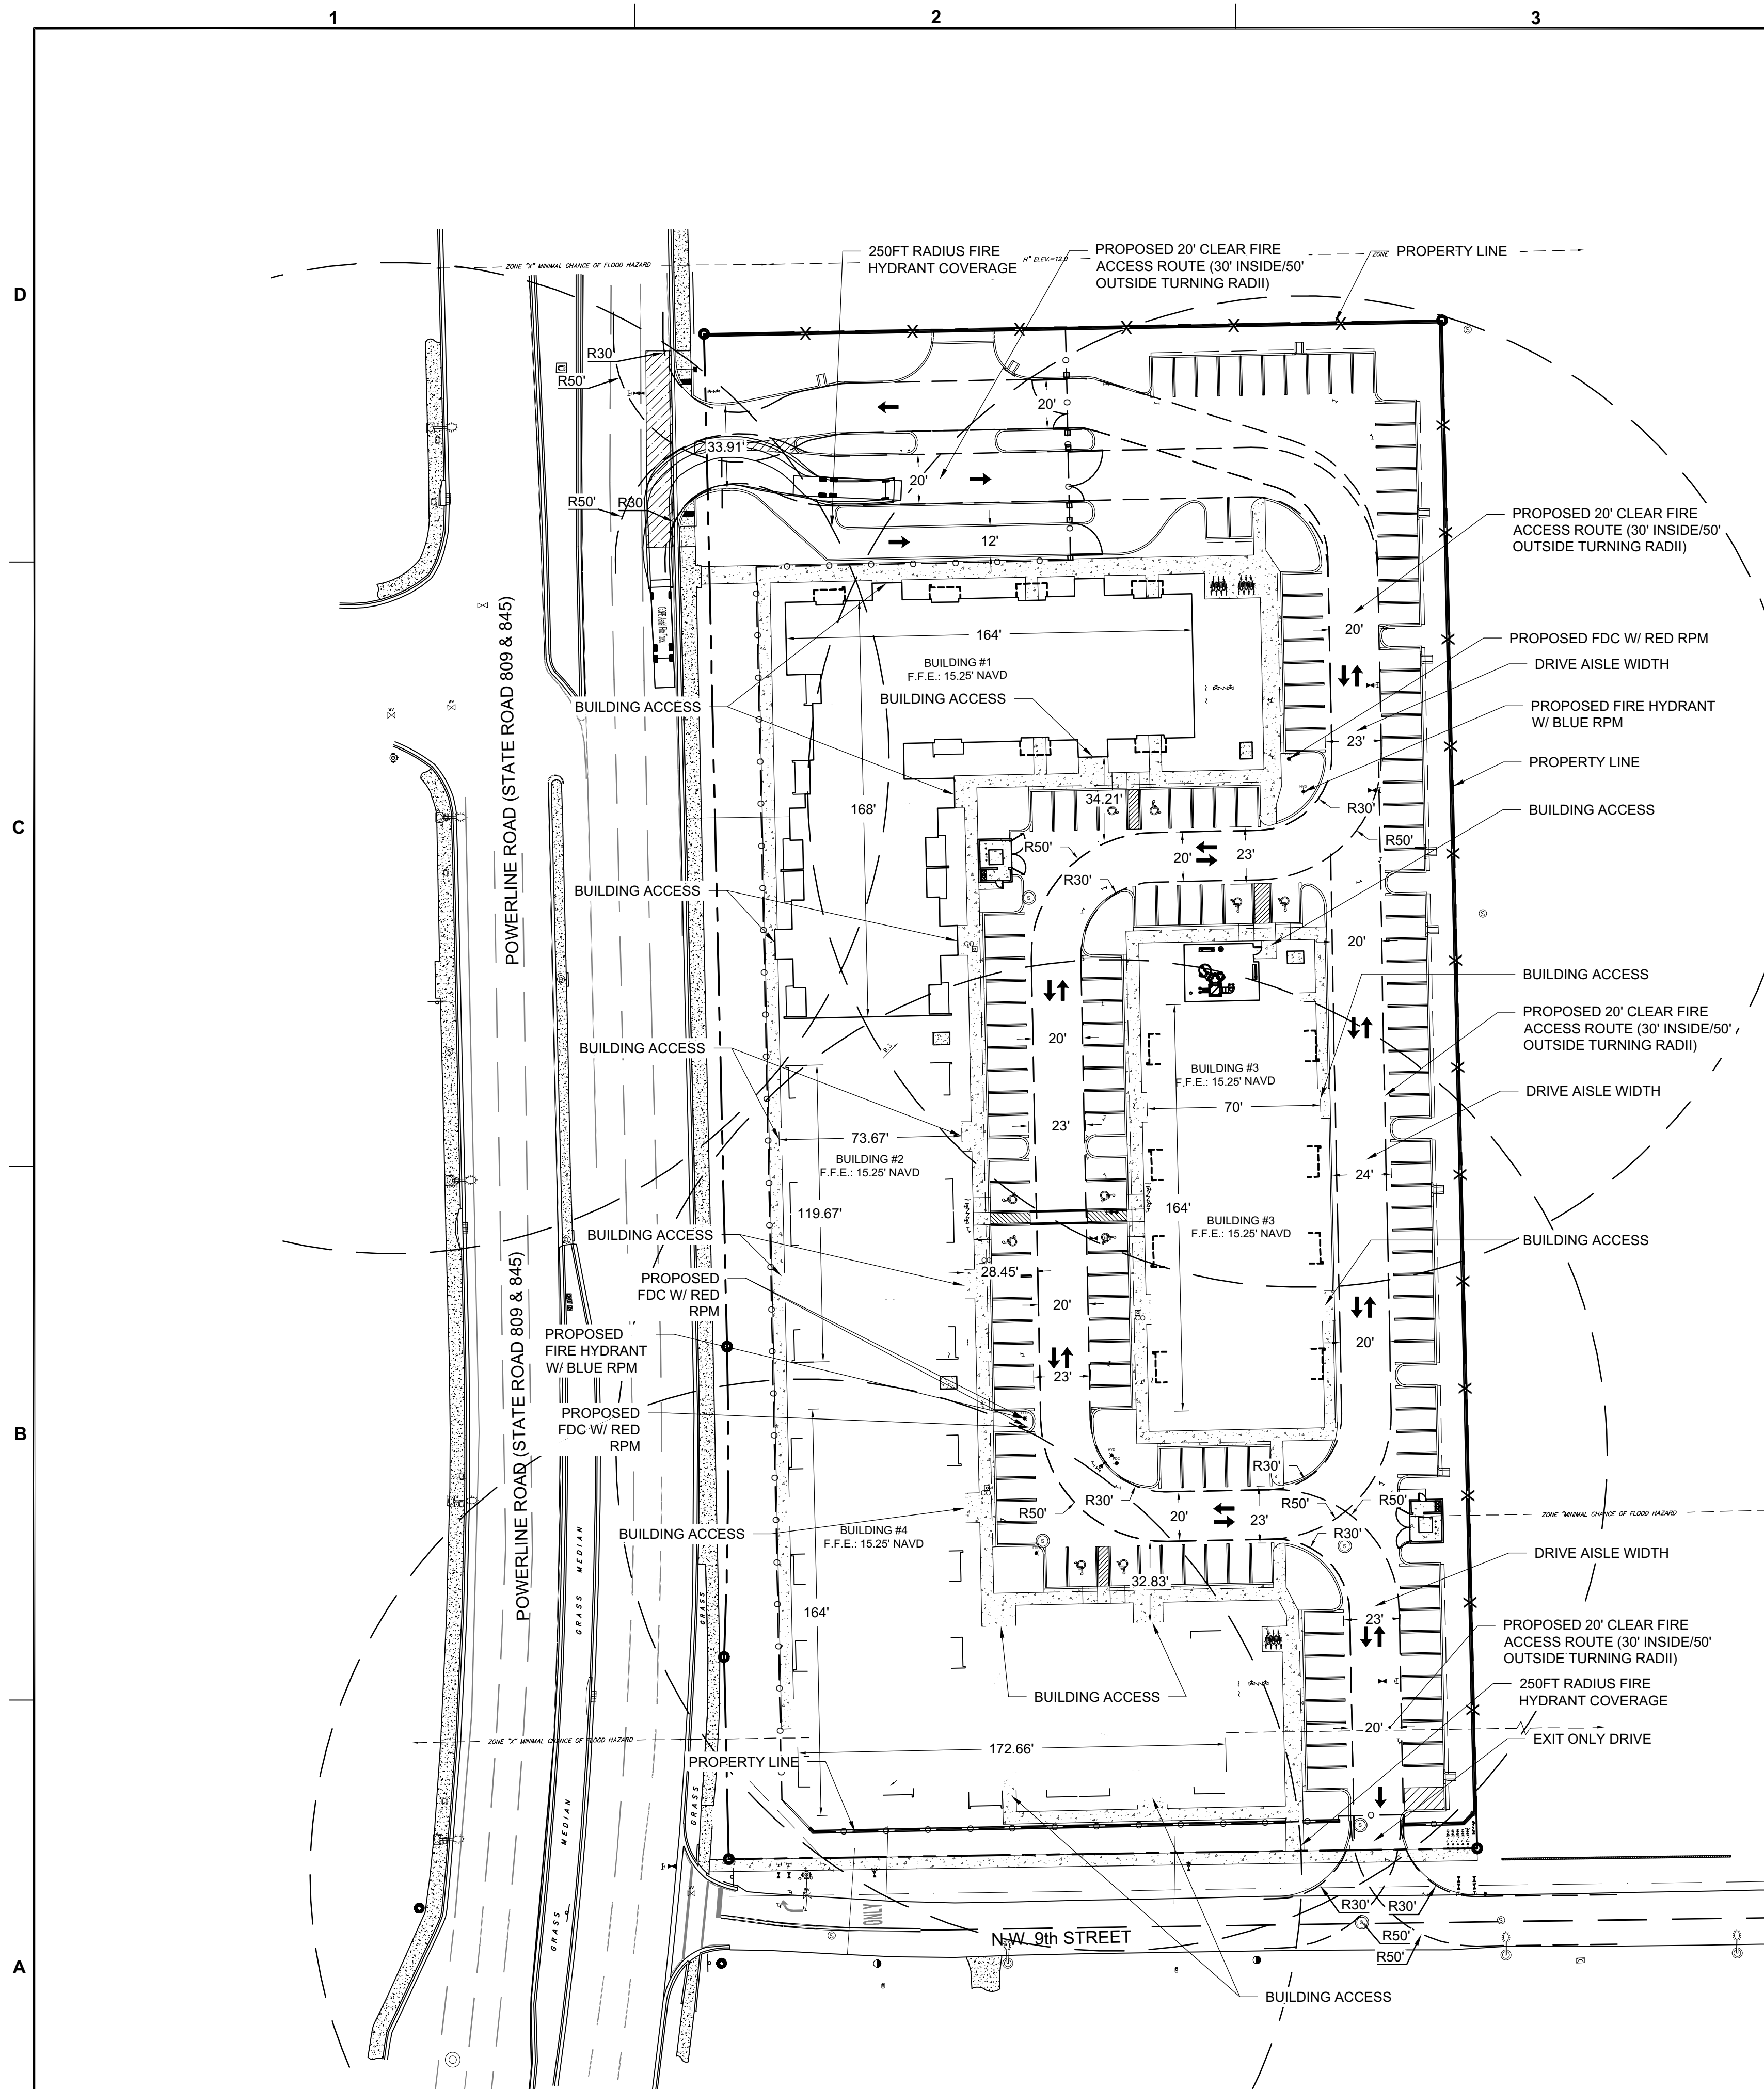 1
2
3
D
C
B
A
250FT RADIUS FIRE
HYDRANT COVERAGE
PROPOSED 20' CLEAR FIRE
ACCESS ROUTE (30' INSIDE/50'
OUTSIDE TURNING RADII)
PROPERTY LINE
ZONE
ZONE "X" MINIMAL CHANCE OF FLOOD HAZARD
H" ELEV.=12.0
R30'
R50'
20'
33.91'
20'
R50'
R30'
12'
PROPOSED 20' CLEAR FIRE
ACCESS ROUTE (30' INSIDE/50'
OUTSIDE TURNING RADII)
POWERLINE ROAD (STATE ROAD 809 & 845)
164'
20'
PROPOSED FDC W/ RED RPM
BUILDING #1
F.F.E.: 15.25' NAVD
DRIVE AISLE WIDTH
BUILDING ACCESS
BUILDING ACCESS
PROPOSED FIRE HYDRANT
W/ BLUE RPM
23'
PROPERTY LINE
34.21'
168'
R30'
BUILDING ACCESS
R50'
R50'
20'
23'
R30'
BUILDING ACCESS
20'
BUILDING ACCESS
PROPOSED 20' CLEAR FIRE
ACCESS ROUTE (30' INSIDE/50'
OUTSIDE TURNING RADII)
20'
BUILDING ACCESS
9.3
BUILDING #3
F.F.E.: 15.25' NAVD
DRIVE AISLE WIDTH
70'
23'
73.67'
BUILDING #2
F.F.E.: 15.25' NAVD
24'
119.67'
164'
BUILDING #3
F.F.E.: 15.25' NAVD
BUILDING ACCESS
BUILDING ACCESS
28.45'
PROPOSED
FDC W/ RED
RPM
20'
POWERLINE ROAD (STATE ROAD 809 & 845)
PROPOSED
FIRE HYDRANT
W/ BLUE RPM
20'
23'
PROPOSED
FDC W/ RED
RPM
R30'
R30'
R50'
R50'
R50'
20'
23'
ZONE "MINIMAL CHANCE OF FLOOD HAZARD
BUILDING ACCESS
BUILDING #4
F.F.E.: 15.25' NAVD
R30'
DRIVE AISLE WIDTH
32.83'
GRASS MEDIAN
GRASS
164'
23'
PROPOSED 20' CLEAR FIRE
ACCESS ROUTE (30' INSIDE/50'
OUTSIDE TURNING RADII)
BUILDING ACCESS
250FT RADIUS FIRE
HYDRANT COVERAGE
20'
ZONE "X" MINIMAL CHANCE OF FLOOD HAZARD
172.66'
EXIT ONLY DRIVE
PROPERTY LINE
GRASS
MEDIAN
GRASS
ONLY
R30'
R30'
N.W. 9th STREET
R50'
R50'
BUILDING ACCESS